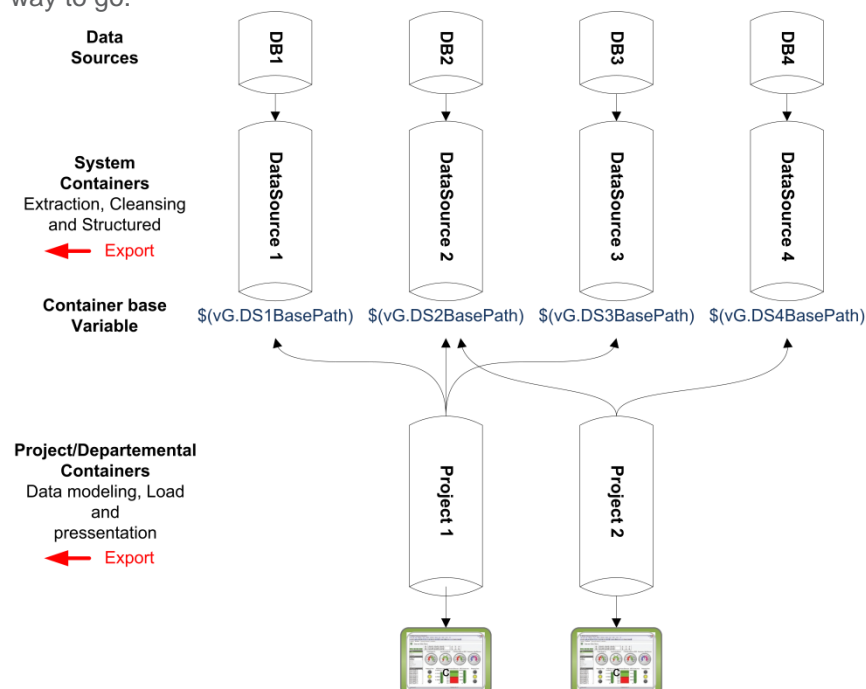 way to go.
Data
Sources
DB1
DB2
DB3
DB4
System
Containers
Extraction, Cleansing
and Structured
Export
DataSource 1
DataSource 2
DataSource 3
DataSource 4
Container base
Variable
$(vG.DS1BasePath)
$(vG.DS2BasePath)
$(vG.DS3BasePath)
$(vG.DS4BasePath)
Project/Departemental
Containers
Data modeling, Load
and
pressentation
Export
Project 1
Project 2
C
C